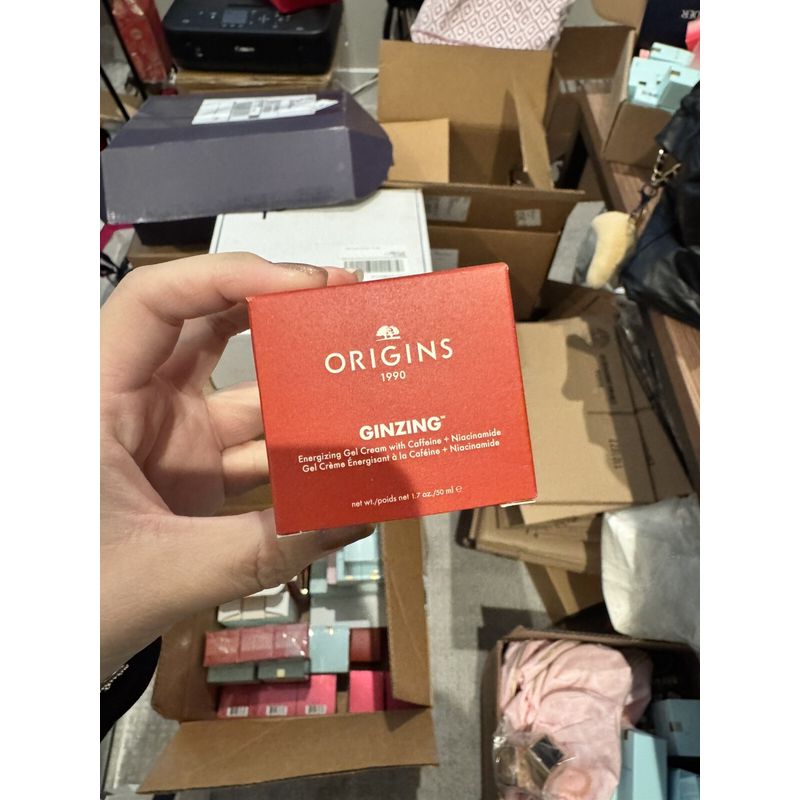 Canon
ORIGINS
1990
GINZING™
Energizing Gel Cream with Caffeine + Niacinamide
Gel Crème Énergisant à la Caféine + Niacinamide
net wt./poids net 1.7 oz./50 ml ℮